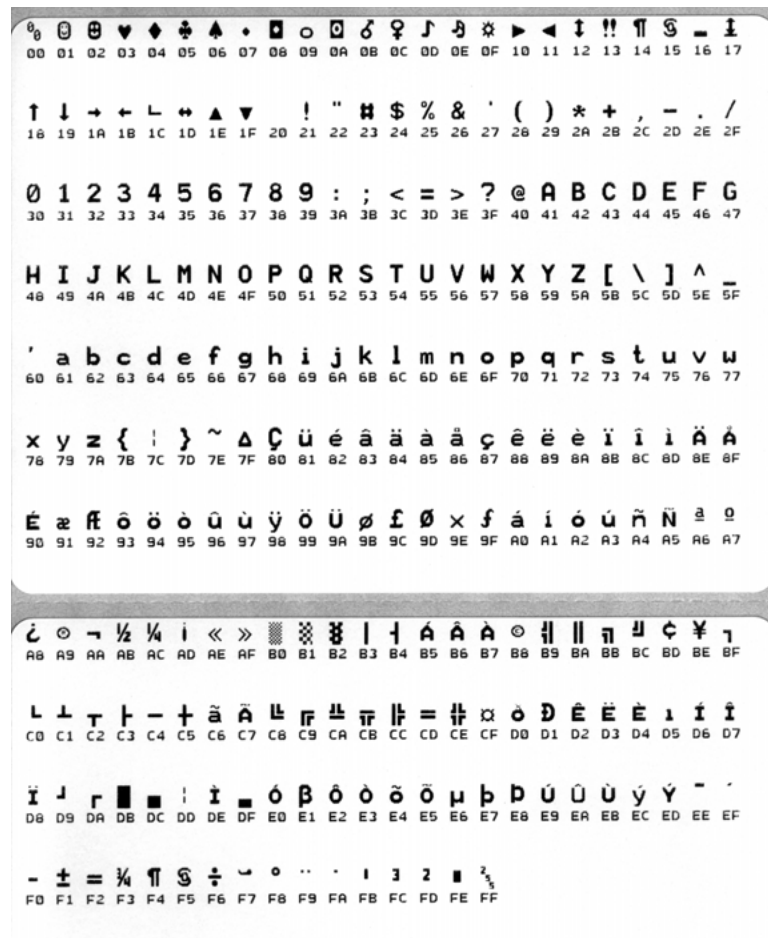 ⁰₀ ☺ ☻ ♥ ♦ ♣ ♠ • ◘ ○ ◙ ♂ ♀ ♪ ♫ ☼ ► ◄ ↕ ‼ ¶ § ▬ ↨
00 01 02 03 04 05 06 07 08 09 0A 0B 0C 0D 0E 0F 10 11 12 13 14 15 16 17
↑ ↓ → ← ∟ ↔ ▲ ▼ ! " # $ % & ' ( ) * + , - . /
18 19 1A 1B 1C 1D 1E 1F 20 21 22 23 24 25 26 27 28 29 2A 2B 2C 2D 2E 2F
0 1 2 3 4 5 6 7 8 9 : ; < = > ? @ A B C D E F G
30 31 32 33 34 35 36 37 38 39 3A 3B 3C 3D 3E 3F 40 41 42 43 44 45 46 47
H I J K L M N O P Q R S T U V W X Y Z [ \ ] ^ _
48 49 4A 4B 4C 4D 4E 4F 50 51 52 53 54 55 56 57 58 59 5A 5B 5C 5D 5E 5F
' a b c d e f g h i j k l m n o p q r s t u v w
60 61 62 63 64 65 66 67 68 69 6A 6B 6C 6D 6E 6F 70 71 72 73 74 75 76 77
x y z { ¦ } ~ Δ Ç ü é â ä à å ç ê ë è ï î ì Ä Å
78 79 7A 7B 7C 7D 7E 7F 80 81 82 83 84 85 86 87 88 89 8A 8B 8C 8D 8E 8F
É æ Æ ô ö ò û ù ÿ Ö Ü ø £ Ø × ƒ á í ó ú ñ Ñ ª º
90 91 92 93 94 95 96 97 98 99 9A 9B 9C 9D 9E 9F A0 A1 A2 A3 A4 A5 A6 A7
¿ ® ¬ ½ ¼ ¡ « » ░ ▒ ▓ │ ┤ Á Â À © ╣ ║ ╗ ╝ ¢ ¥ ┐
A8 A9 AA AB AC AD AE AF B0 B1 B2 B3 B4 B5 B6 B7 B8 B9 BA BB BC BD BE BF
└ ┴ ┬ ├ ─ ┼ ã Ã ╚ ╔ ╩ ╦ ╠ = ╬ ¤ ò Ð Ê Ë È ı Í Î
C0 C1 C2 C3 C4 C5 C6 C7 C8 C9 CA CB CC CD CE CF D0 D1 D2 D3 D4 D5 D6 D7
Ï ┘ ┌ █ ▄ ¦ Ì ▬ Ó β Ô Ò õ Õ µ þ Þ Ú Û Ù ý Ý ¯ ´
D8 D9 DA DB DC DD DE DF E0 E1 E2 E3 E4 E5 E6 E7 E8 E9 EA EB EC ED EE EF
- ± = ¾ ¶ § ÷ ¸ ° ¨ · ı 3 2 ■ ²₅₅
F0 F1 F2 F3 F4 F5 F6 F7 F8 F9 FA FB FC FD FE FF